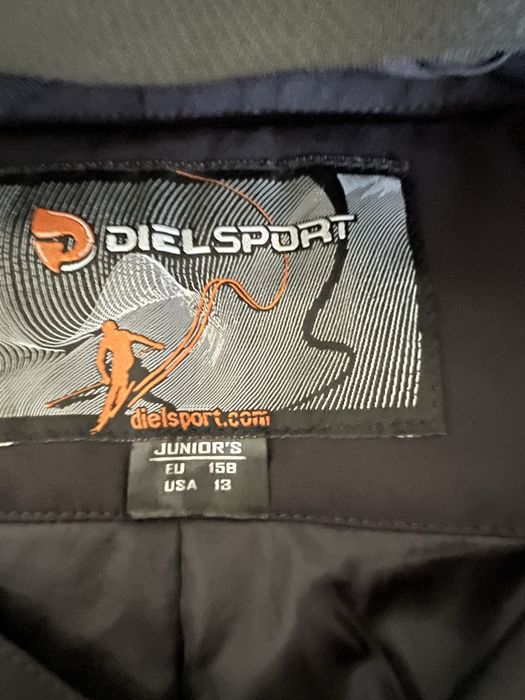 DIELSPORT
dielsport.com
JUNIOR'S
EU 158
USA 13